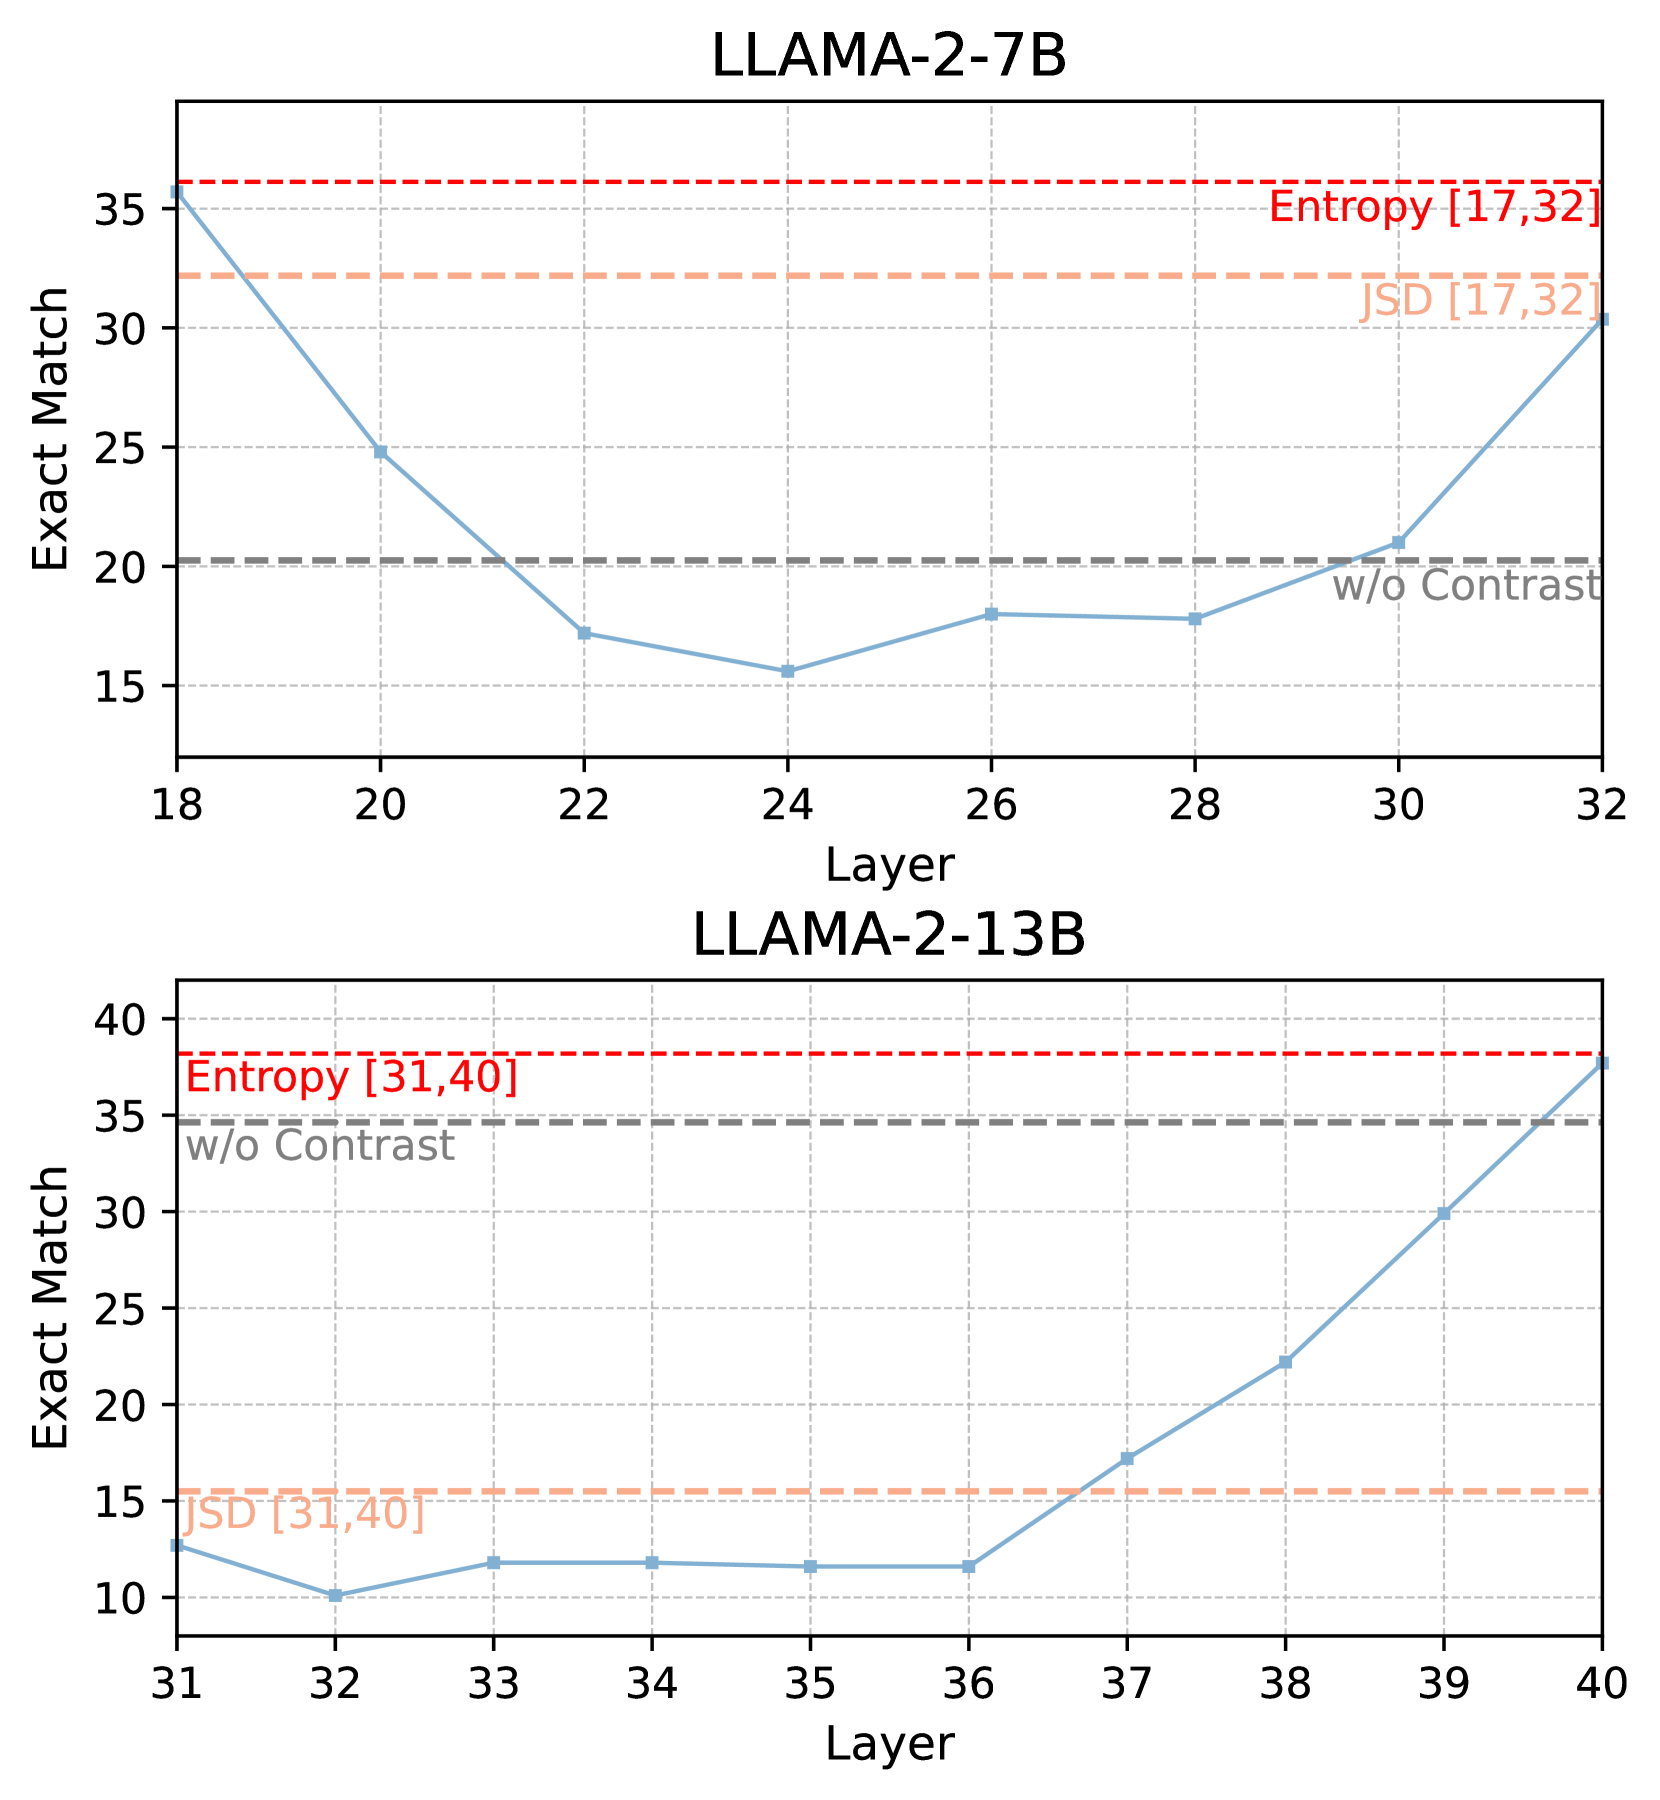 LLAMA-2-7B
Exact Match
35
30
25
20
15
Entropy [17,32]
JSD [17,32]
w/o Contrast
18 20 22 24 26 28 30 32
Layer
LLAMA-2-13B
Exact Match
40
35
30
25
20
15
10
Entropy [31,40]
w/o Contrast
JSD [31,40]
31 32 33 34 35 36 37 38 39 40
Layer